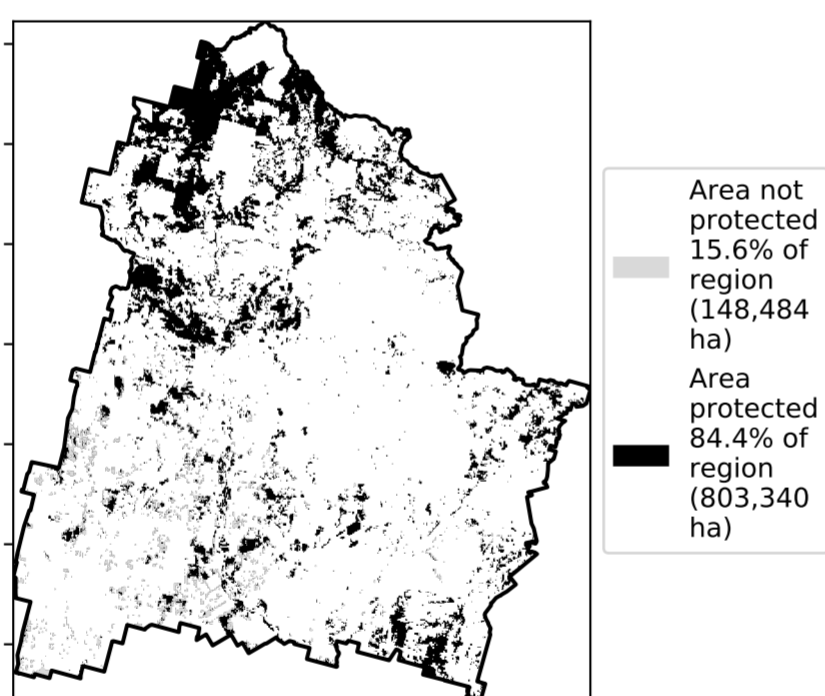 Area not
protected
15.6% of
region
(148,484
ha)
Area
protected
84.4% of
region
(803,340
ha)